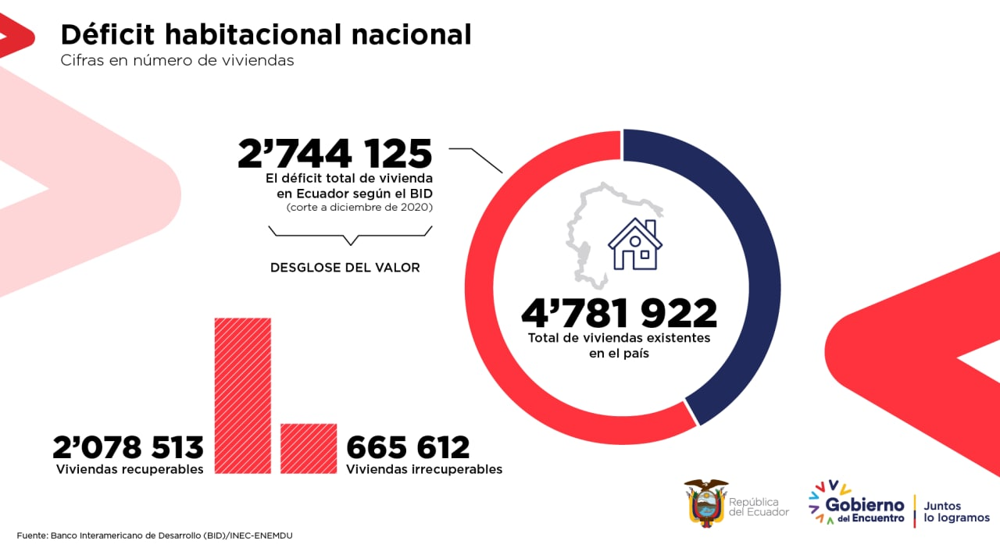 Déficit habitacional nacional
Cifras en número de viviendas
2’744 125
El déficit total de vivienda
en Ecuador según el BID
(corte a diciembre de 2020)
DESGLOSE DEL VALOR
4’781 922
Total de viviendas existentes
en el país
2’078 513
Viviendas recuperables
665 612
Viviendas irrecuperables
República
del Ecuador
Gobierno
del Encuentro
Juntos
lo logramos
Fuente: Banco Interamericano de Desarrollo (BID)/INEC-ENEMDU